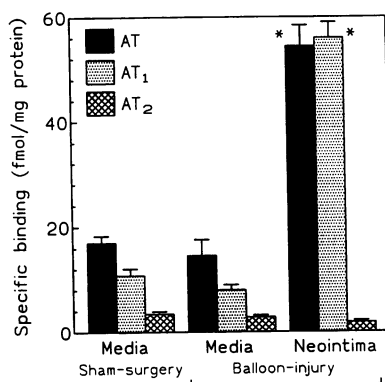 Specific binding (fmol/mg protein)
60
40
20
0
AT
AT₁
AT₂
*
*
Media
Media
Neointima
Sham-surgery
Balloon-injury